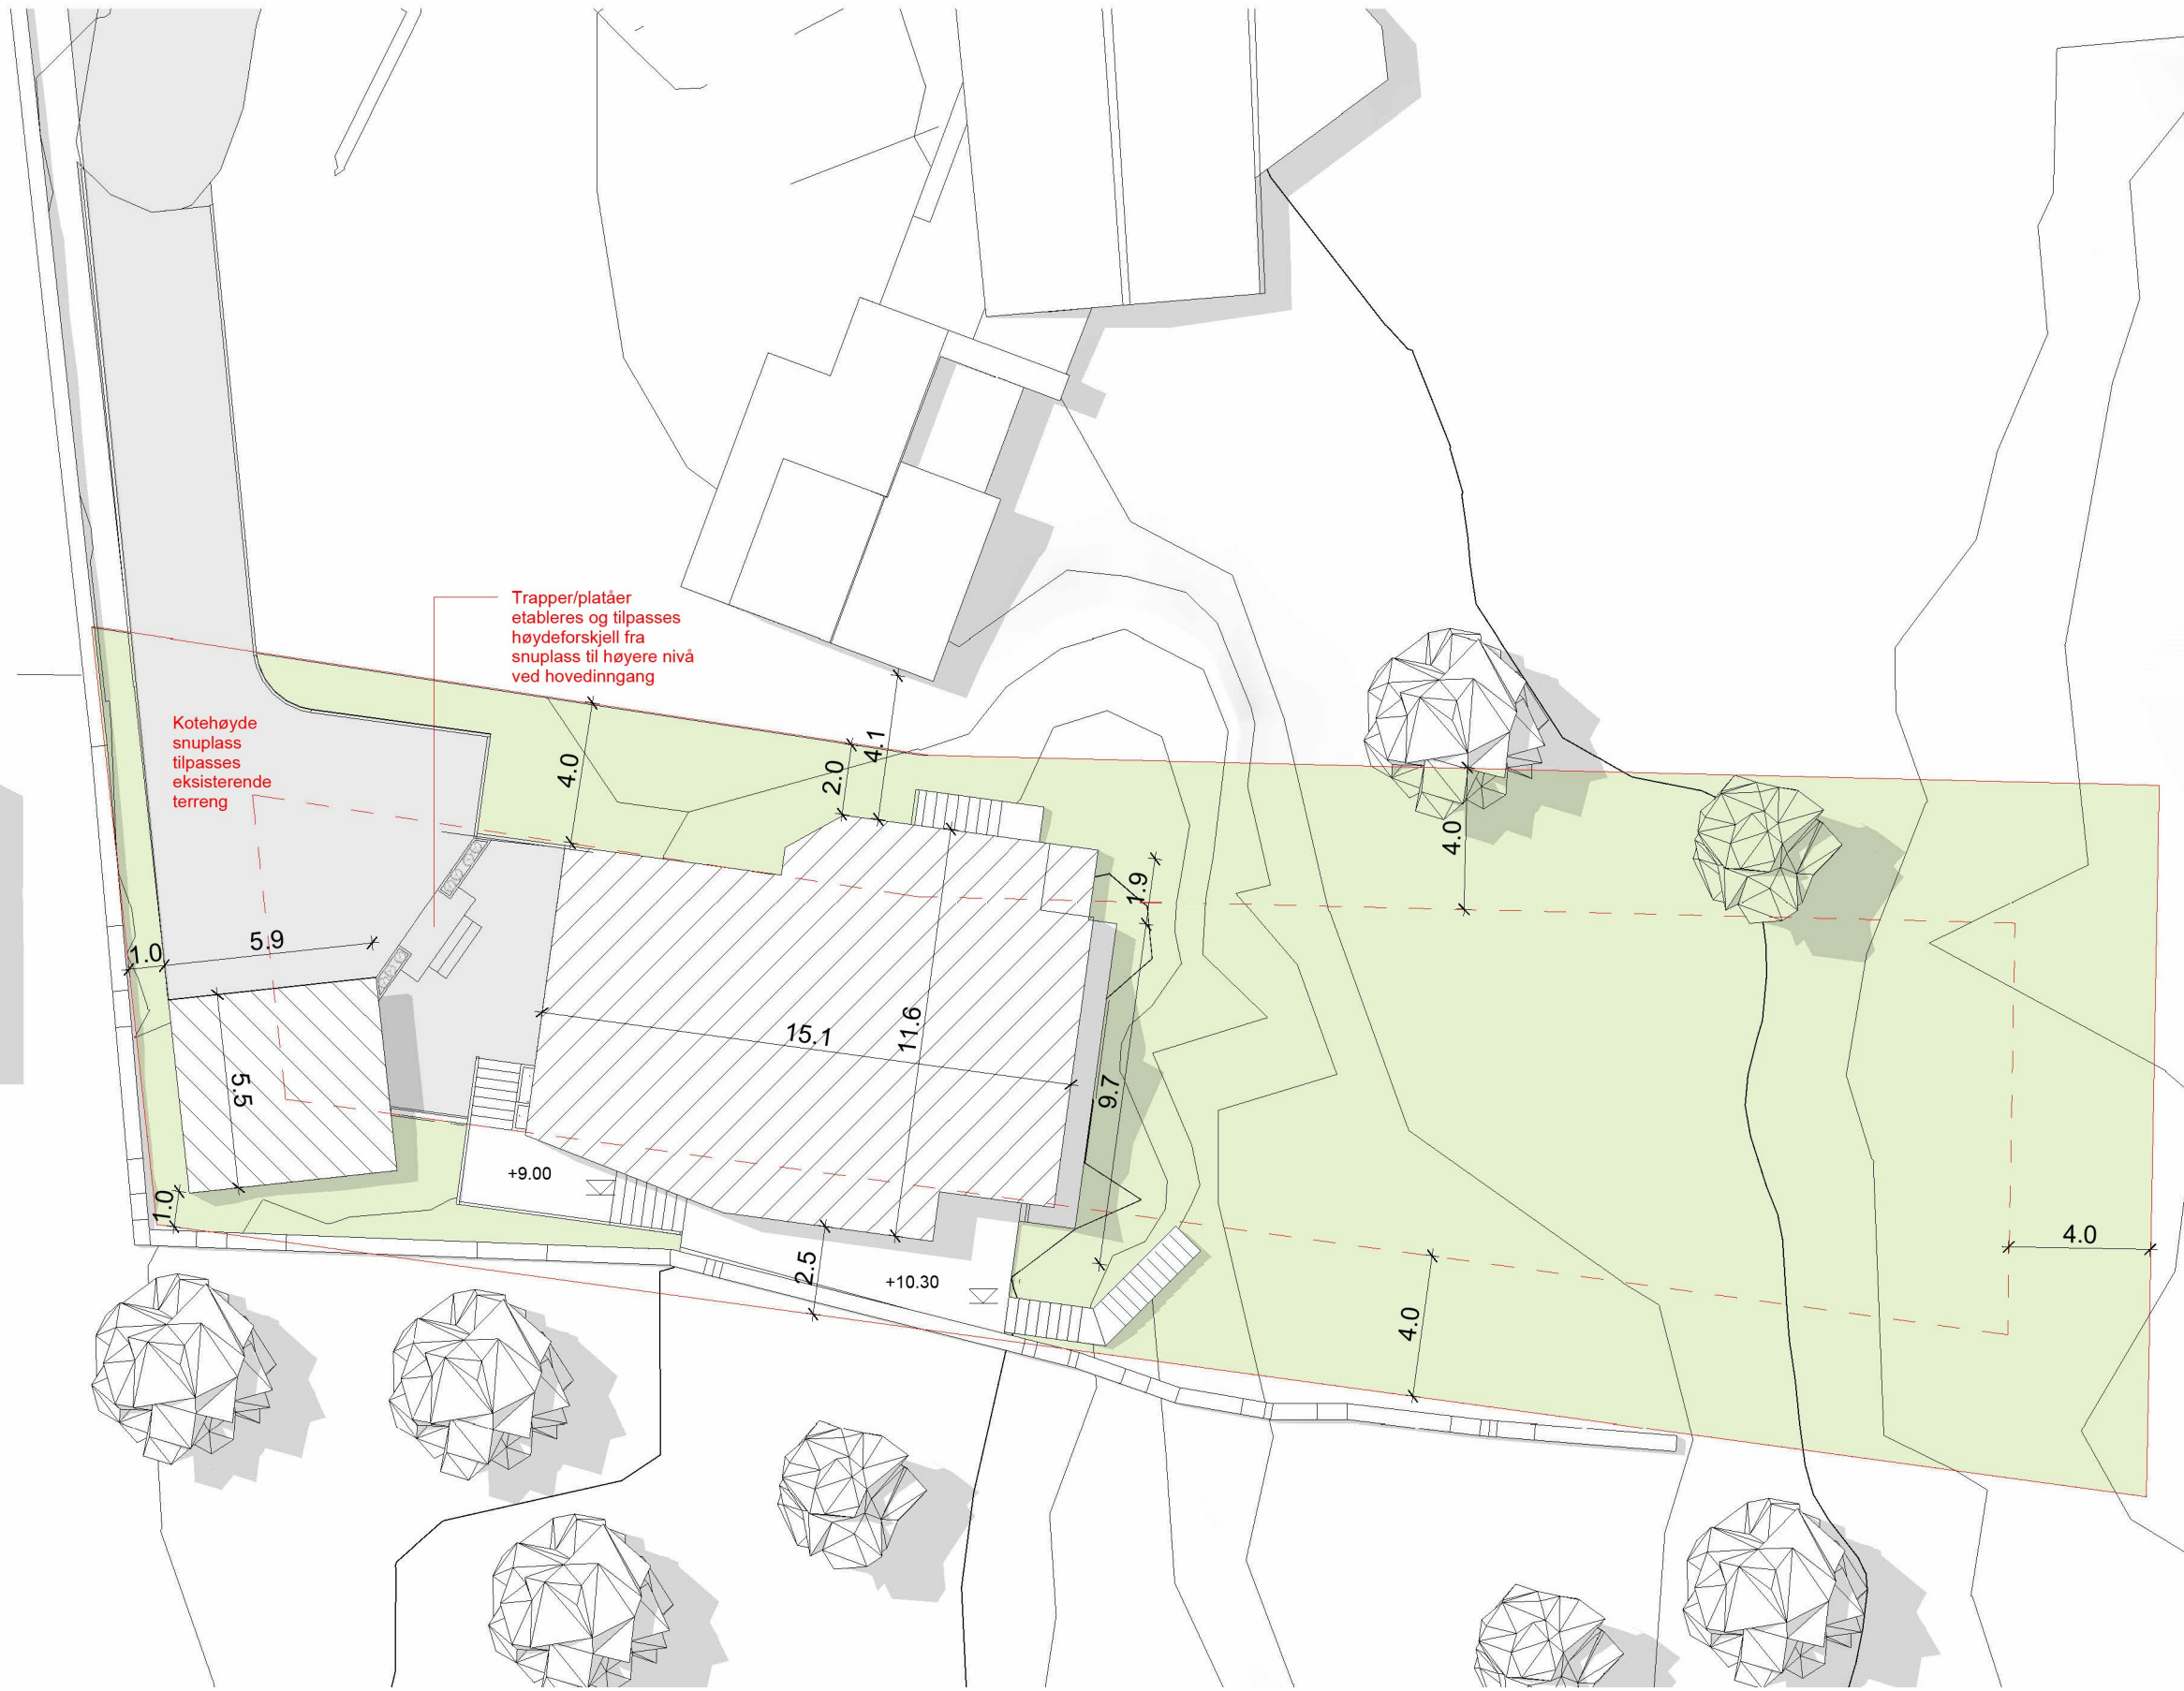 Trapper/platåer
etableres og tilpasses
høydeforskjell fra
snuplass til høyere nivå
ved hovedinngang
Kotehøyde
snuplass
tilpasses
eksisterende
terreng
4.0
2.0
4.1
4.0
1.9
1.0
5.9
15.1
11.6
5.5
9.7
+9.00
1.0
2.5
+10.30
4.0
4.0